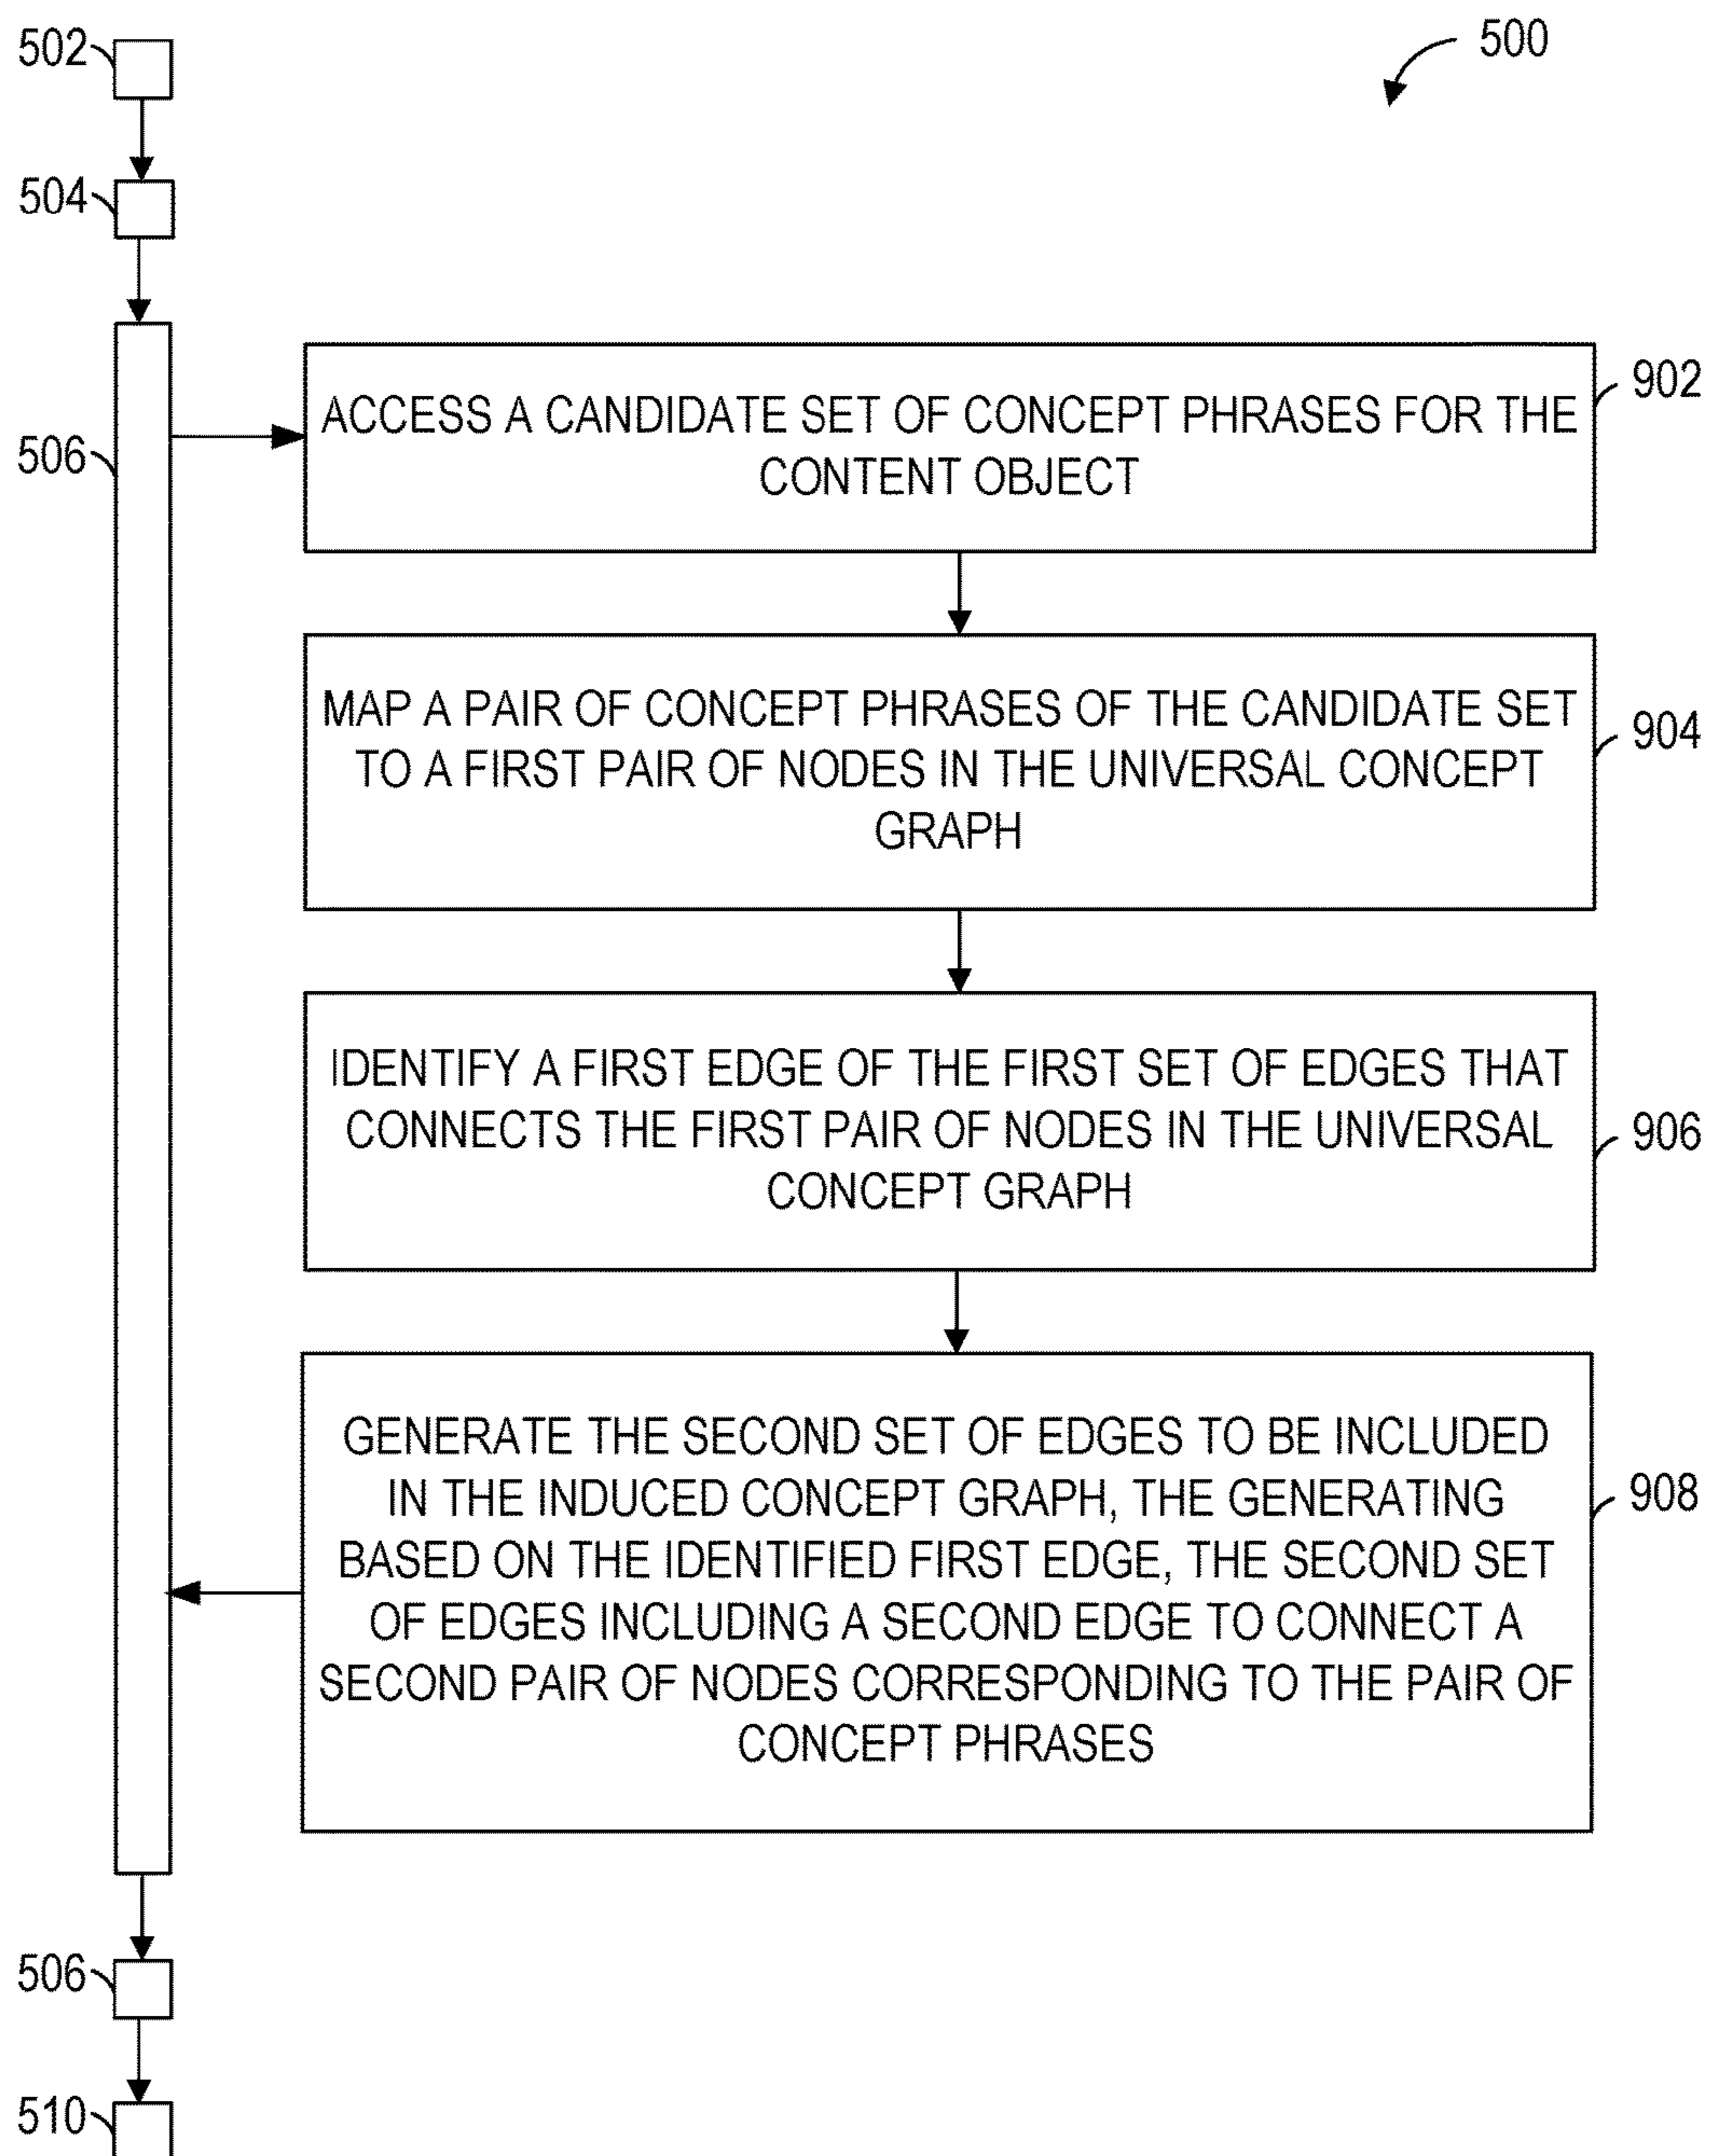 502
500
504
506
ACCESS A CANDIDATE SET OF CONCEPT PHRASES FOR THE
CONTENT OBJECT
902
MAP A PAIR OF CONCEPT PHRASES OF THE CANDIDATE SET
TO A FIRST PAIR OF NODES IN THE UNIVERSAL CONCEPT
GRAPH
904
IDENTIFY A FIRST EDGE OF THE FIRST SET OF EDGES THAT
CONNECTS THE FIRST PAIR OF NODES IN THE UNIVERSAL
CONCEPT GRAPH
906
GENERATE THE SECOND SET OF EDGES TO BE INCLUDED
IN THE INDUCED CONCEPT GRAPH, THE GENERATING
BASED ON THE IDENTIFIED FIRST EDGE, THE SECOND SET
OF EDGES INCLUDING A SECOND EDGE TO CONNECT A
SECOND PAIR OF NODES CORRESPONDING TO THE PAIR OF
CONCEPT PHRASES
908
506
510